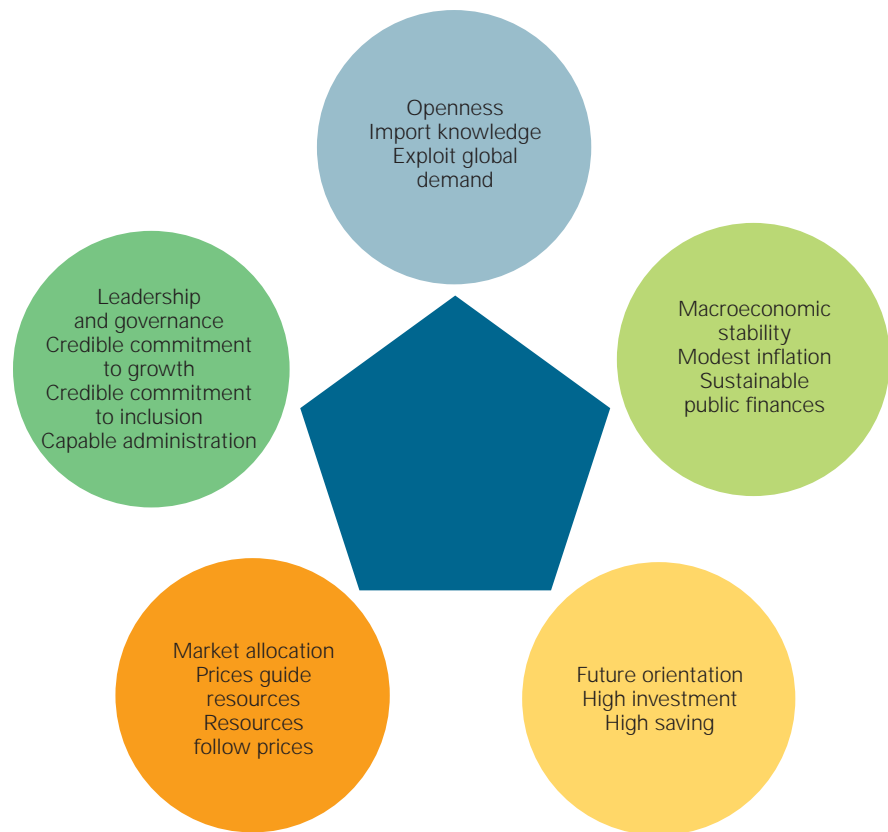 Openness
Import knowledge
Exploit global
demand
Macroeconomic
stability
Modest inflation
Sustainable
public finances
Future orientation
High investment
High saving
Market allocation
Prices guide
resources
Resources
follow prices
Leadership
and governance
Credible commitment
to growth
Credible commitment
to inclusion
Capable administration